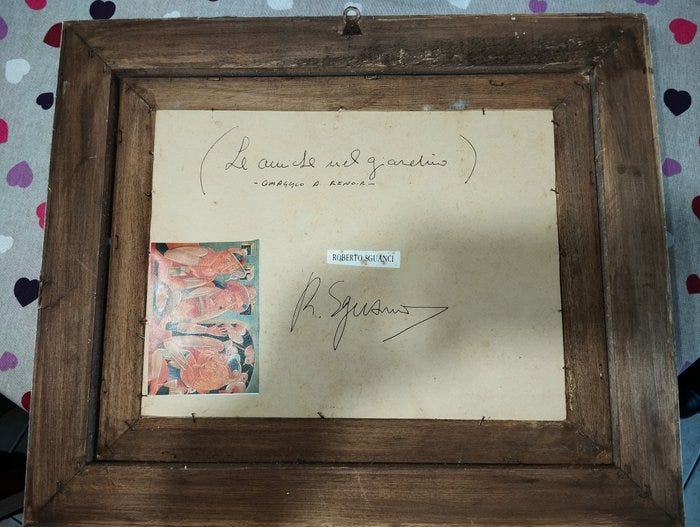 (Le amiche nel giardino)
- OMAGGIO A RENOIR -
ROBERTO SGUANCI
R. Sguanci